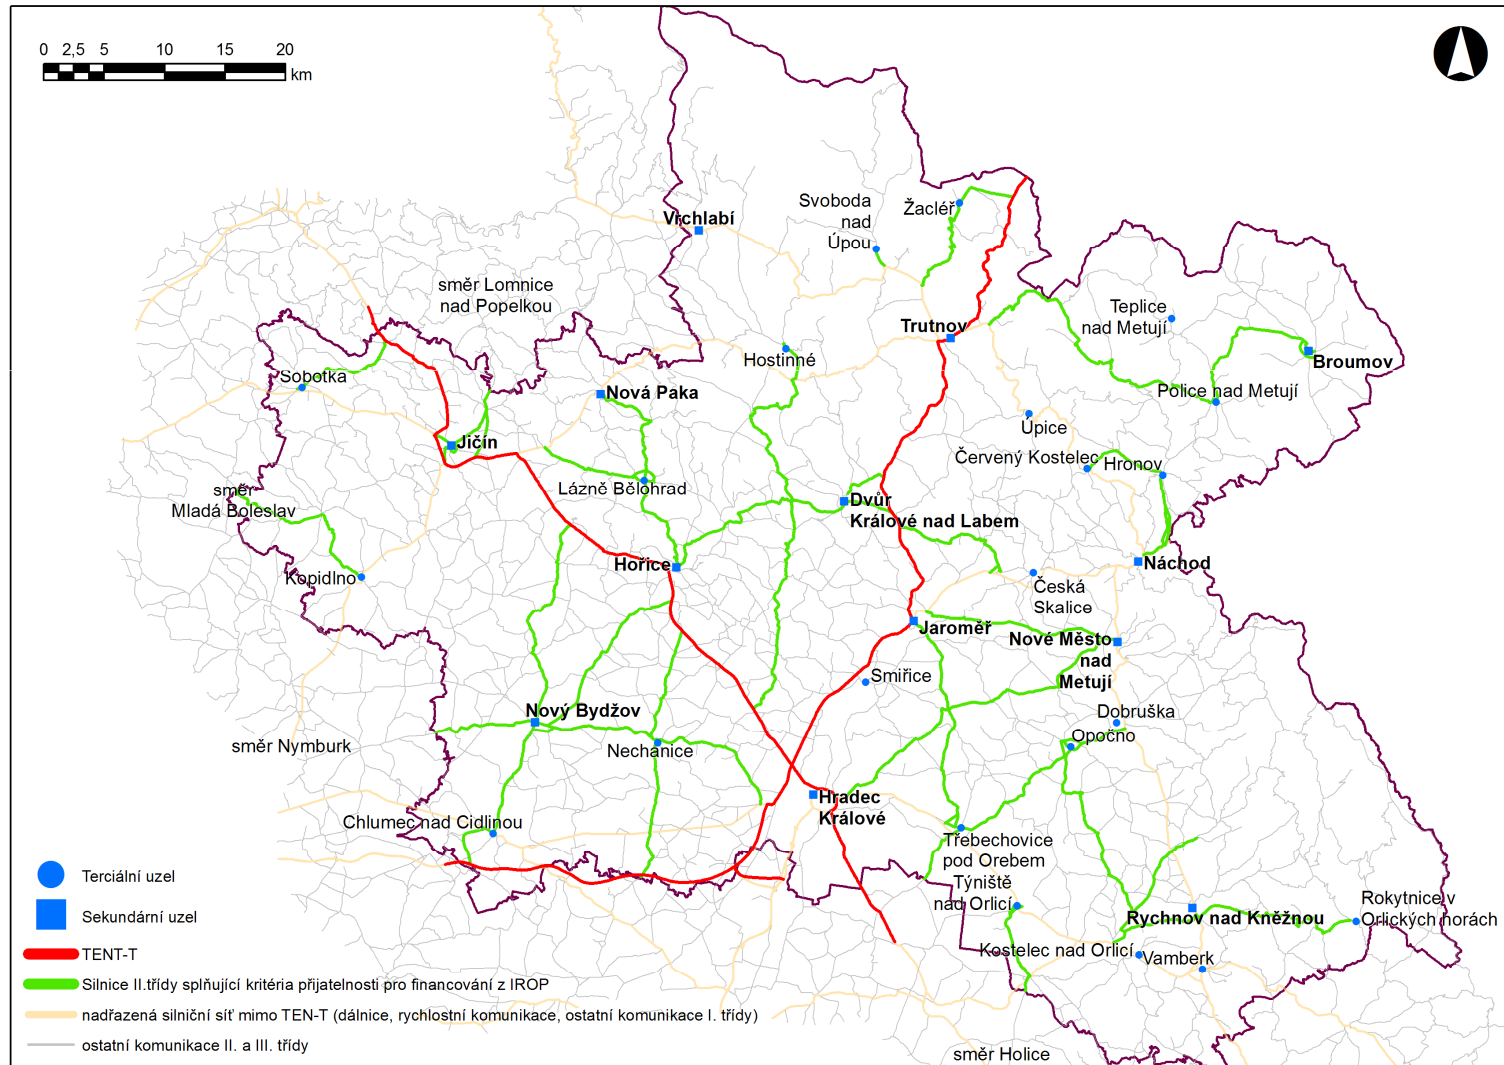 0 2,5 5 10 15 20
km
Vrchlabí
Svoboda
nad
Úpou
Žacléř
směr Lomnice
nad Popelkou
Teplice
nad Metují
Trutnov
Hostinné
Broumov
Sobotka
Nová Paka
Police nad Metují
Úpice
Jičín
Červený Kostelec
Hronov
Lázně Bělohrad
směr
Mladá Boleslav
Dvůr
Králové nad Labem
Hořice
Náchod
Kopidlno
Česká
Skalice
Jaroměř
Nové Město
nad
Metují
Smiřice
Nový Bydžov
Dobruška
Opočno
směr Nymburk
Nechanice
Hradec
Králové
Chlumec nad Cidlinou
Třebechovice
pod Orebem
Týniště
nad Orlicí
Rychnov nad Kněžnou
Rokytnice v
Orlických horách
Kostelec nad Orlicí
Vamberk
směr Holice
Terciální uzel
Sekundární uzel
TENT-T
Silnice II.třídy splňující kritéria přijatelnosti pro financování z IROP
nadřazená silniční síť mimo TEN-T (dálnice, rychlostní komunikace, ostatní komunikace I. třídy)
ostatní komunikace II. a III. třídy